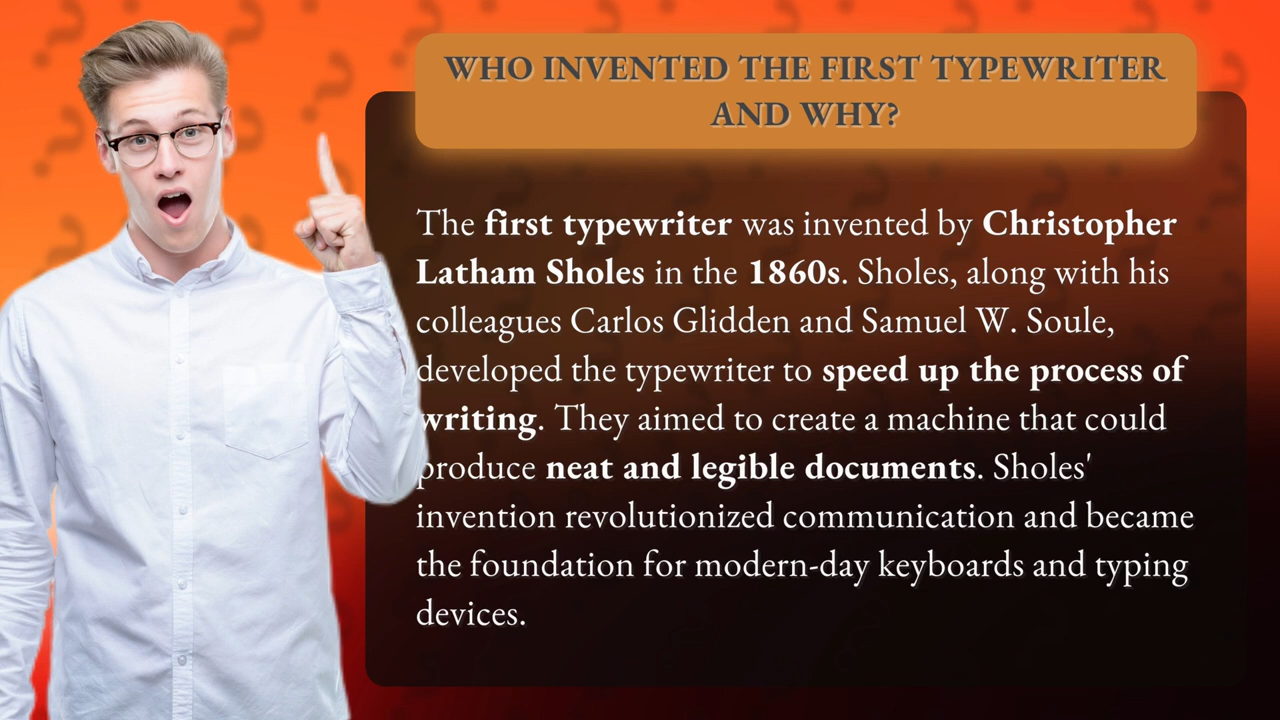 WHO INVENTED THE FIRST TYPEWRITER
AND WHY?
The first typewriter was invented by Christopher
Latham Sholes in the 1860s. Sholes, along with his
colleagues Carlos Glidden and Samuel W. Soule,
developed the typewriter to speed up the process of
writing. They aimed to create a machine that could
produce neat and legible documents. Sholes'
invention revolutionized communication and became
the foundation for modern-day keyboards and typing
devices.